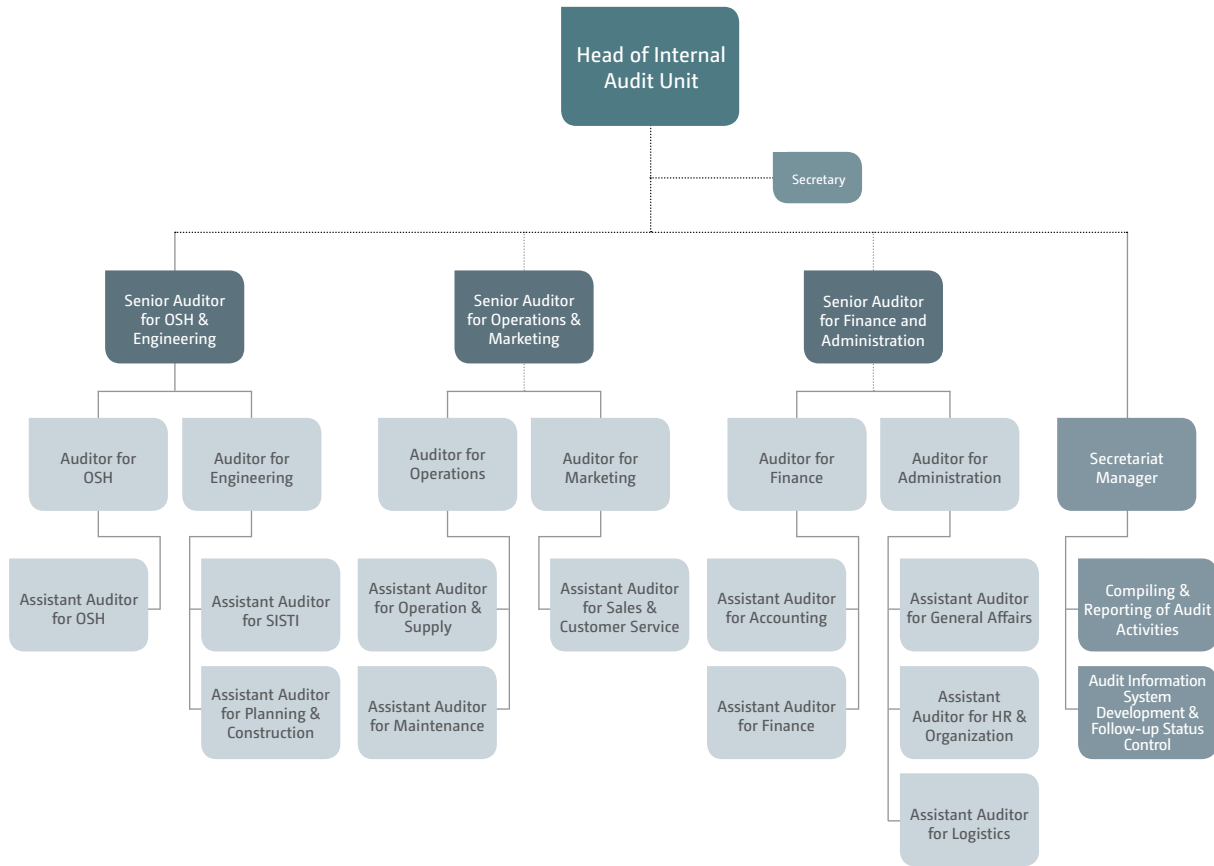 Head of Internal
Audit Unit
Secretary
Senior Auditor
for OSH &
Engineering
Senior Auditor
for Operations &
Marketing
Senior Auditor
for Finance and
Administration
Auditor for
OSH
Auditor for
Engineering
Auditor for
Operations
Auditor for
Marketing
Auditor for
Finance
Auditor for
Administration
Secretariat
Manager
Assistant Auditor
for OSH
Assistant Auditor
for SISTI
Assistant Auditor
for Operation &
Supply
Assistant Auditor
for Sales &
Customer Service
Assistant Auditor
for Accounting
Assistant Auditor
for General Affairs
Compiling &
Reporting of Audit
Activities
Assistant Auditor
for Planning &
Construction
Assistant Auditor
for Maintenance
Assistant Auditor
for Finance
Assistant
Auditor for HR &
Organization
Audit Information
System
Development &
Follow-up Status
Control
Assistant Auditor
for Logistics